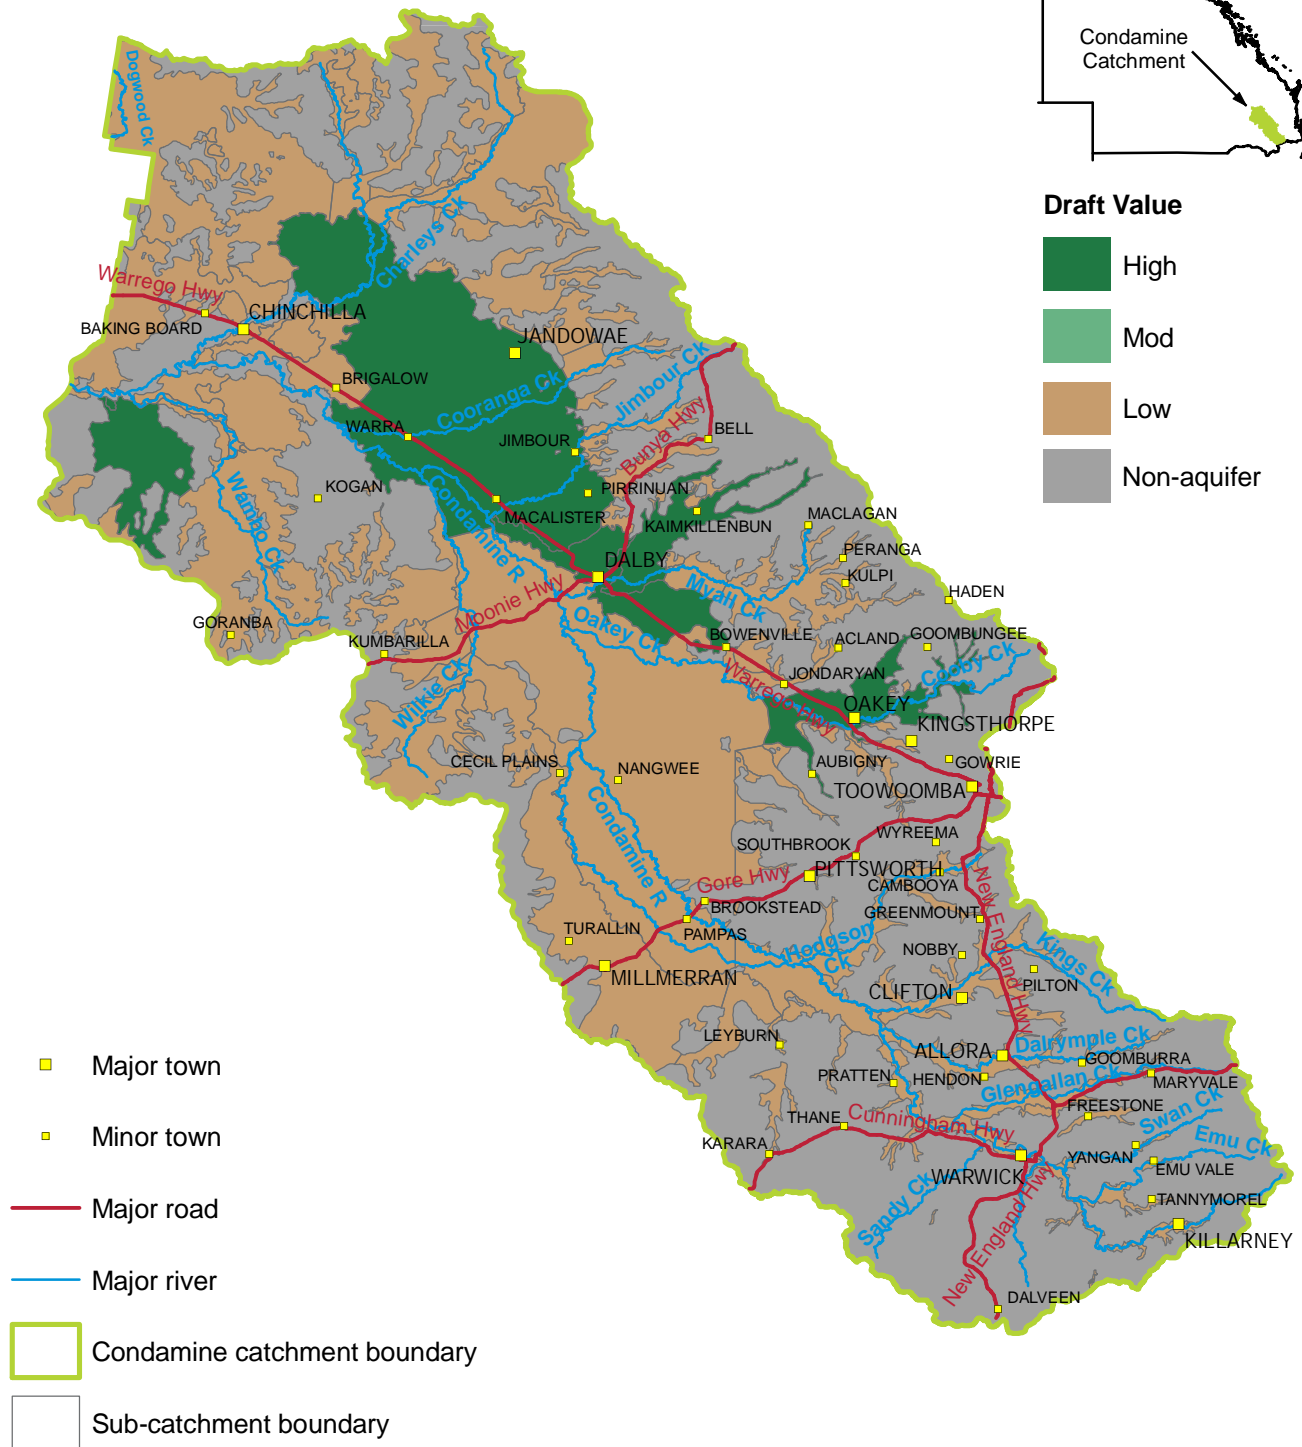 Condamine
Catchment
Draft Value
High
Mod
Low
Non-aquifer
Dogwood Ck
Charleys Ck
Warrego Hwy
CHINCHILLA
BAKING BOARD
JANDOWAE
BRIGALOW
Cooranga Ck
Jimbour Ck
WARRA
JIMBOUR
Bunya Hwy
BELL
KOGAN
Wambo Ck
Condamine R
MACALISTER
PIRRINUAN
KAIMKILLENBUN
MACLAGAN
PERANGA
KULPI
DALBY
Myall Ck
HADEN
Moonie Hwy
GORANBA
KUMBARILLA
Oakey Ck
BOWENVILLE
ACLAND
GOOMBUNGEE
Cooby Ck
JONDARYAN
Warrego Hwy
Wilkie Ck
OAKEY
KINGSTHORPE
CECIL PLAINS
NANGWEE
AUBIGNY
GOWRIE
TOOWOOMBA
Condamine R
SOUTHBROOK
WYREEMA
Gore Hwy
PITTSWORTH
CAMBOOYA
New England Hwy
BROOKSTEAD
GREENMOUNT
TURALLIN
PAMPAS
Hodgson
Ck
NOBBY
Kings Ck
MILLMERRAN
PILTON
CLIFTON
LEYBURN
ALLORA
Dalrymple Ck
GOOMBURRA
PRATTEN
HENDON
Glengallan Ck
MARYVALE
FREESTONE
Swan Ck
THANE
Cunningham Hwy
KARARA
Emu Ck
YANGAN
EMU VALE
WARWICK
TANNYMOREL
Sandy Ck
New England Hwy
KILLARNEY
DALVEEN
Major town
Minor town
Major road
Major river
Condamine catchment boundary
Sub-catchment boundary